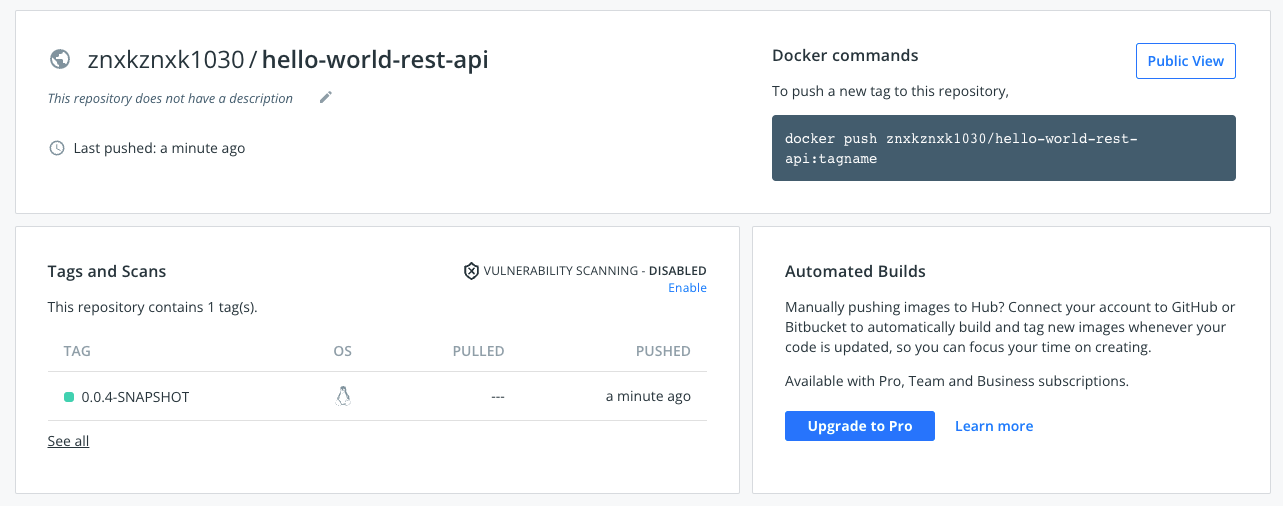 znxkznxk1030 / hello-world-rest-api
This repository does not have a description
Last pushed: a minute ago
Docker commands
Public View
To push a new tag to this repository,
docker push znxkznxk1030/hello-world-rest-
api:tagname
Tags and Scans
VULNERABILITY SCANNING - DISABLED
Enable
This repository contains 1 tag(s).
TAG OS PULLED PUSHED
0.0.4-SNAPSHOT --- a minute ago
See all
Automated Builds
Manually pushing images to Hub? Connect your account to GitHub or
Bitbucket to automatically build and tag new images whenever your
code is updated, so you can focus your time on creating.
Available with Pro, Team and Business subscriptions.
Upgrade to Pro Learn more